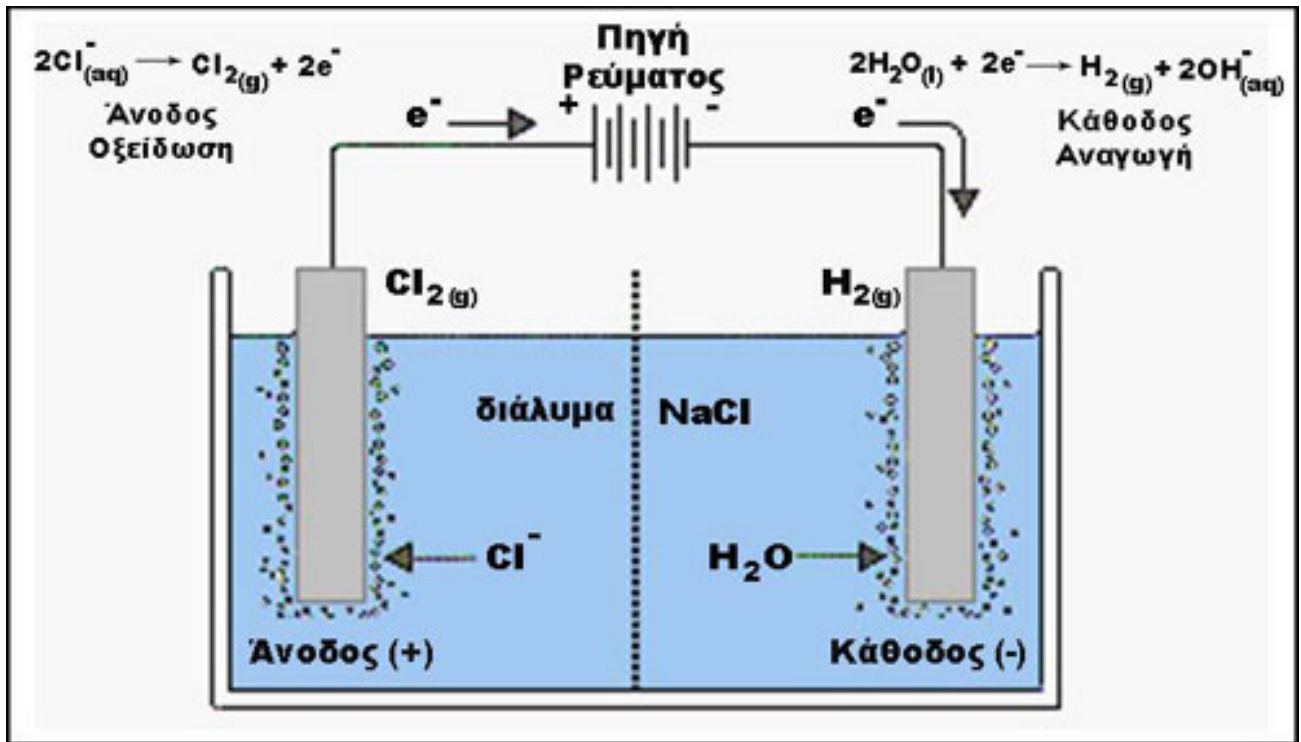 2Cl⁻(aq) → Cl2(g) + 2e⁻
Άνοδος
Οξείδωση
Πηγή
Ρεύματος
+ -
2H2O(l) + 2e⁻ → H2(g) + 2OH⁻(aq)
Κάθοδος
Αναγωγή
e⁻
e⁻
Cl2(g)
H2(g)
διάλυμα NaCl
Cl⁻
H2O
Άνοδος (+)
Κάθοδος (-)